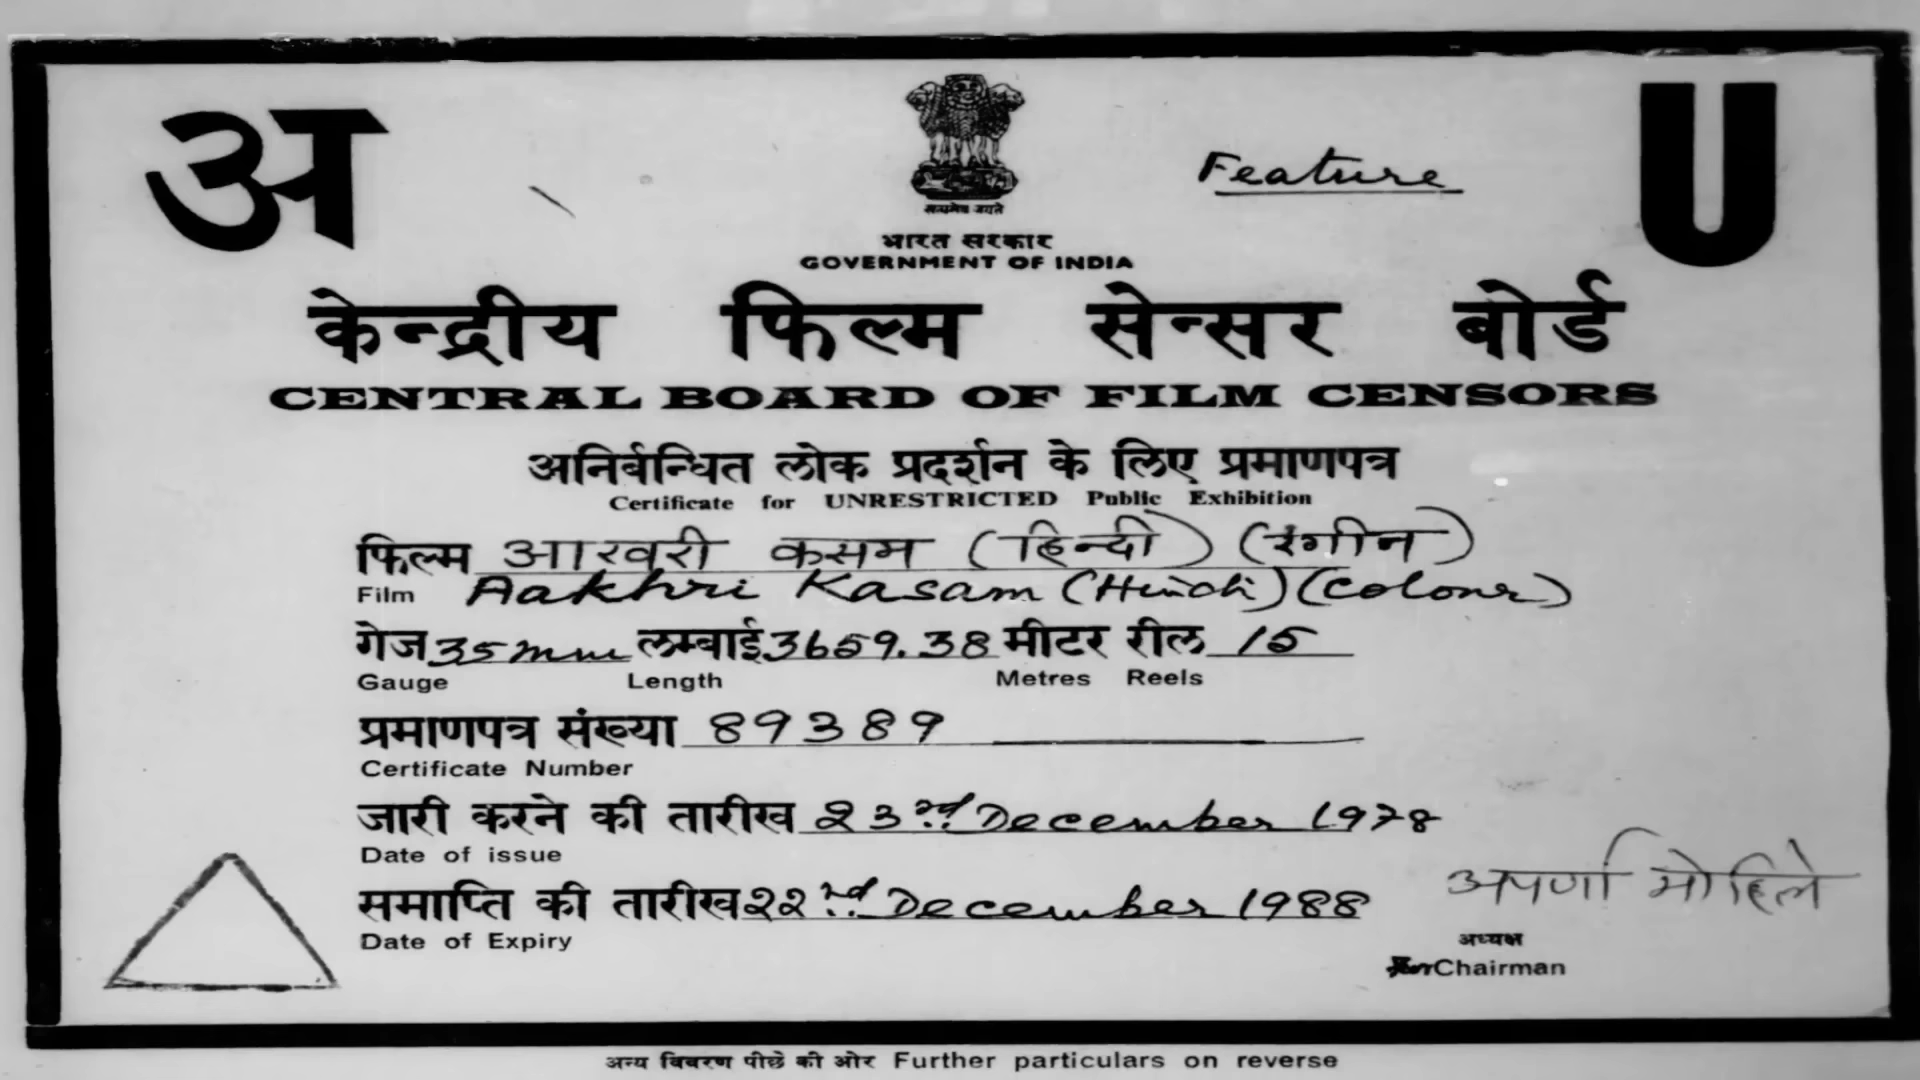 अ
U
Feature
सत्यमेव जयते
भारत सरकार
GOVERNMENT OF INDIA
केन्द्रीय फिल्म सेन्सर बोर्ड
CENTRAL BOARD OF FILM CENSORS
अनिर्बन्धित लोक प्रदर्शन के लिए प्रमाणपत्र
Certificate for UNRESTRICTED Public Exhibition
फिल्म आखरी कसम (हिन्दी) (रंगीन)
Film Aakhri Kasam (Hindi) (Colour)
गेज 35mm लम्बाई 3659.38 मीटर रील 15
Gauge Length Metres Reels
प्रमाणपत्र संख्या 89389
Certificate Number
जारी करने की तारीख 23rd December 1978
Date of issue
समाप्ति की तारीख 22nd December 1988
Date of Expiry
अपर्णा मोहिले
अध्यक्ष
For Chairman
अन्य विवरण पीछे की ओर Further particulars on reverse